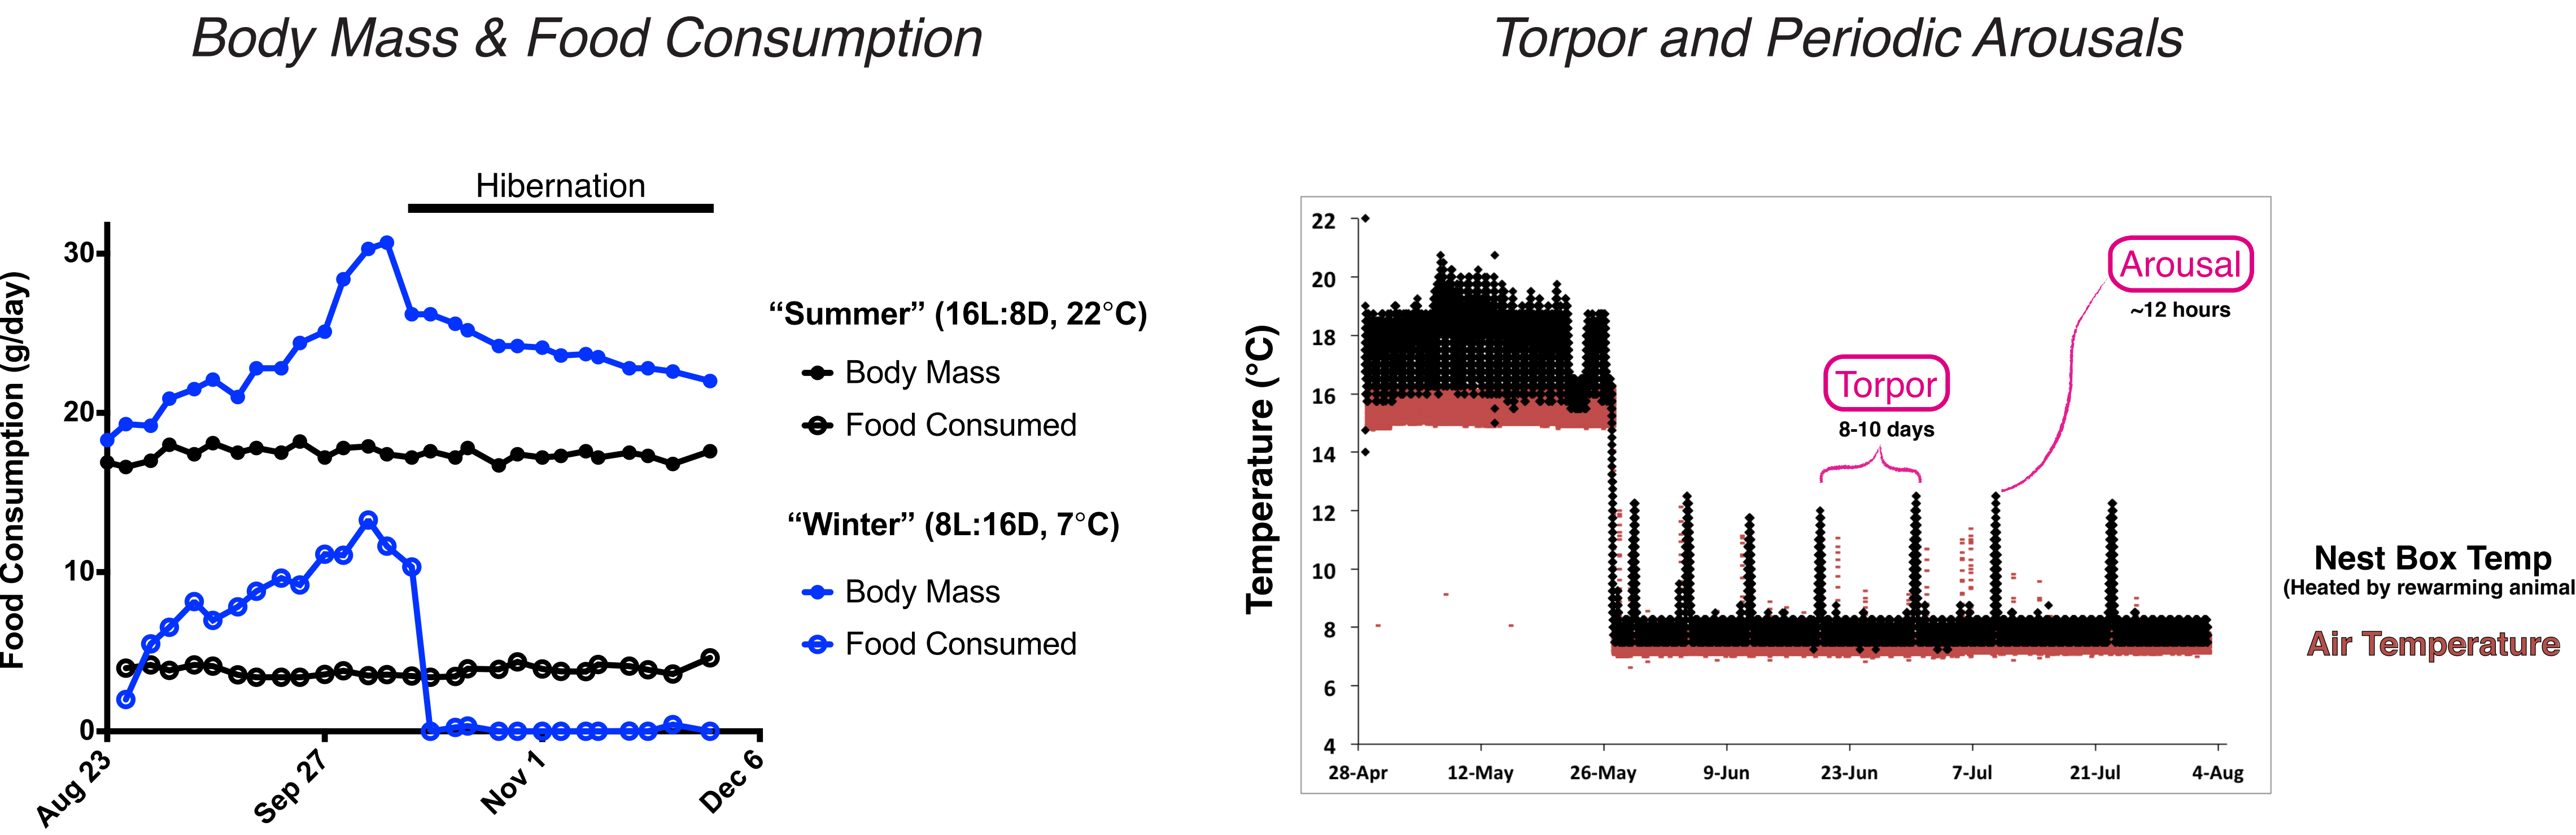 Body Mass & Food Consumption
Torpor and Periodic Arousals
Hibernation
Food Consumption (g/day)
30
20
10
0
Aug 23
Sep 27
Nov 1
Dec 6
“Summer” (16L:8D, 22°C)
Body Mass
Food Consumed
“Winter” (8L:16D, 7°C)
Body Mass
Food Consumed
Temperature (°C)
22
20
18
16
14
12
10
8
6
4
28-Apr
12-May
26-May
9-Jun
23-Jun
7-Jul
21-Jul
4-Aug
Torpor
8-10 days
Arousal
~12 hours
Nest Box Temp
(Heated by rewarming animal
Air Temperature